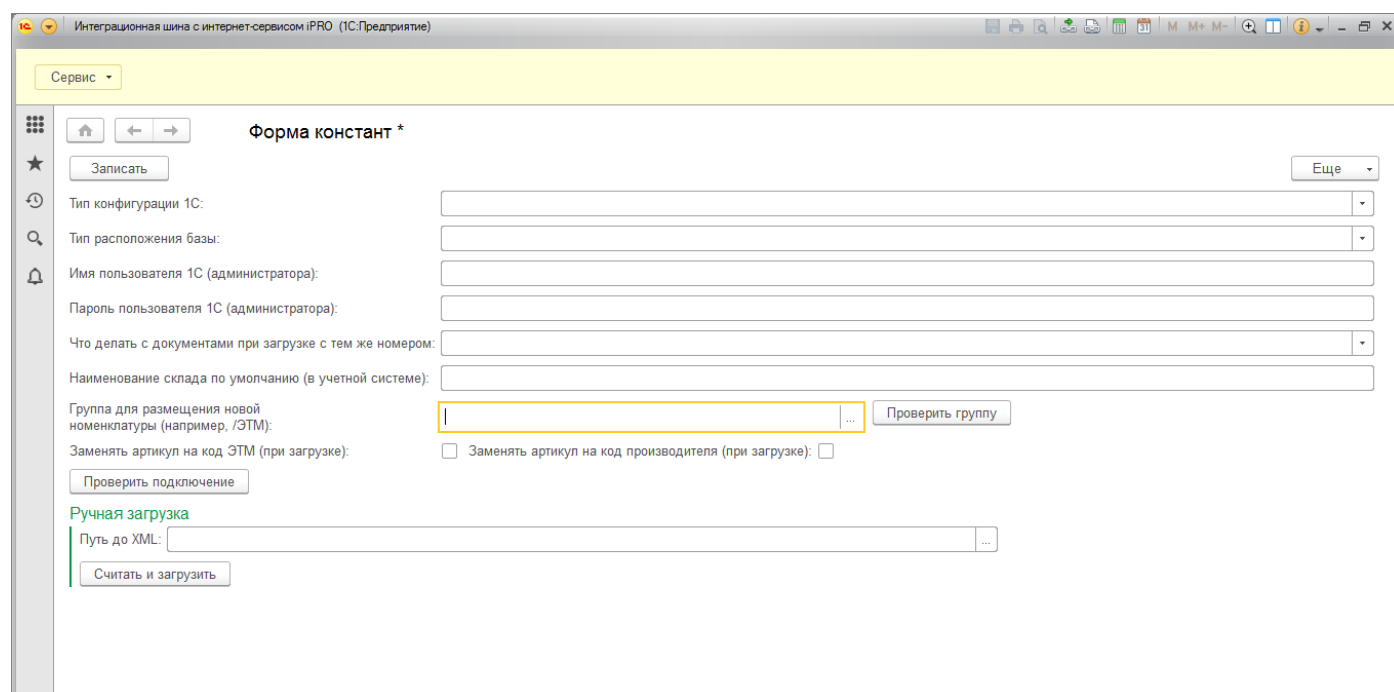 Интеграционная шина с интернет-сервисом iPRO (1С:Предприятие)
M M+ M-
Сервис
Форма констант *
Записать
Еще
Тип конфигурации 1С:
Тип расположения базы:
Имя пользователя 1С (администратора):
Пароль пользователя 1С (администратора):
Что делать с документами при загрузке с тем же номером:
Наименование склада по умолчанию (в учетной системе):
Группа для размещения новой
номенклатуры (например, /ЭТМ):
...
Проверить группу
Заменять артикул на код ЭТМ (при загрузке):
Заменять артикул на код производителя (при загрузке):
Проверить подключение
Ручная загрузка
Путь до XML:
...
Считать и загрузить